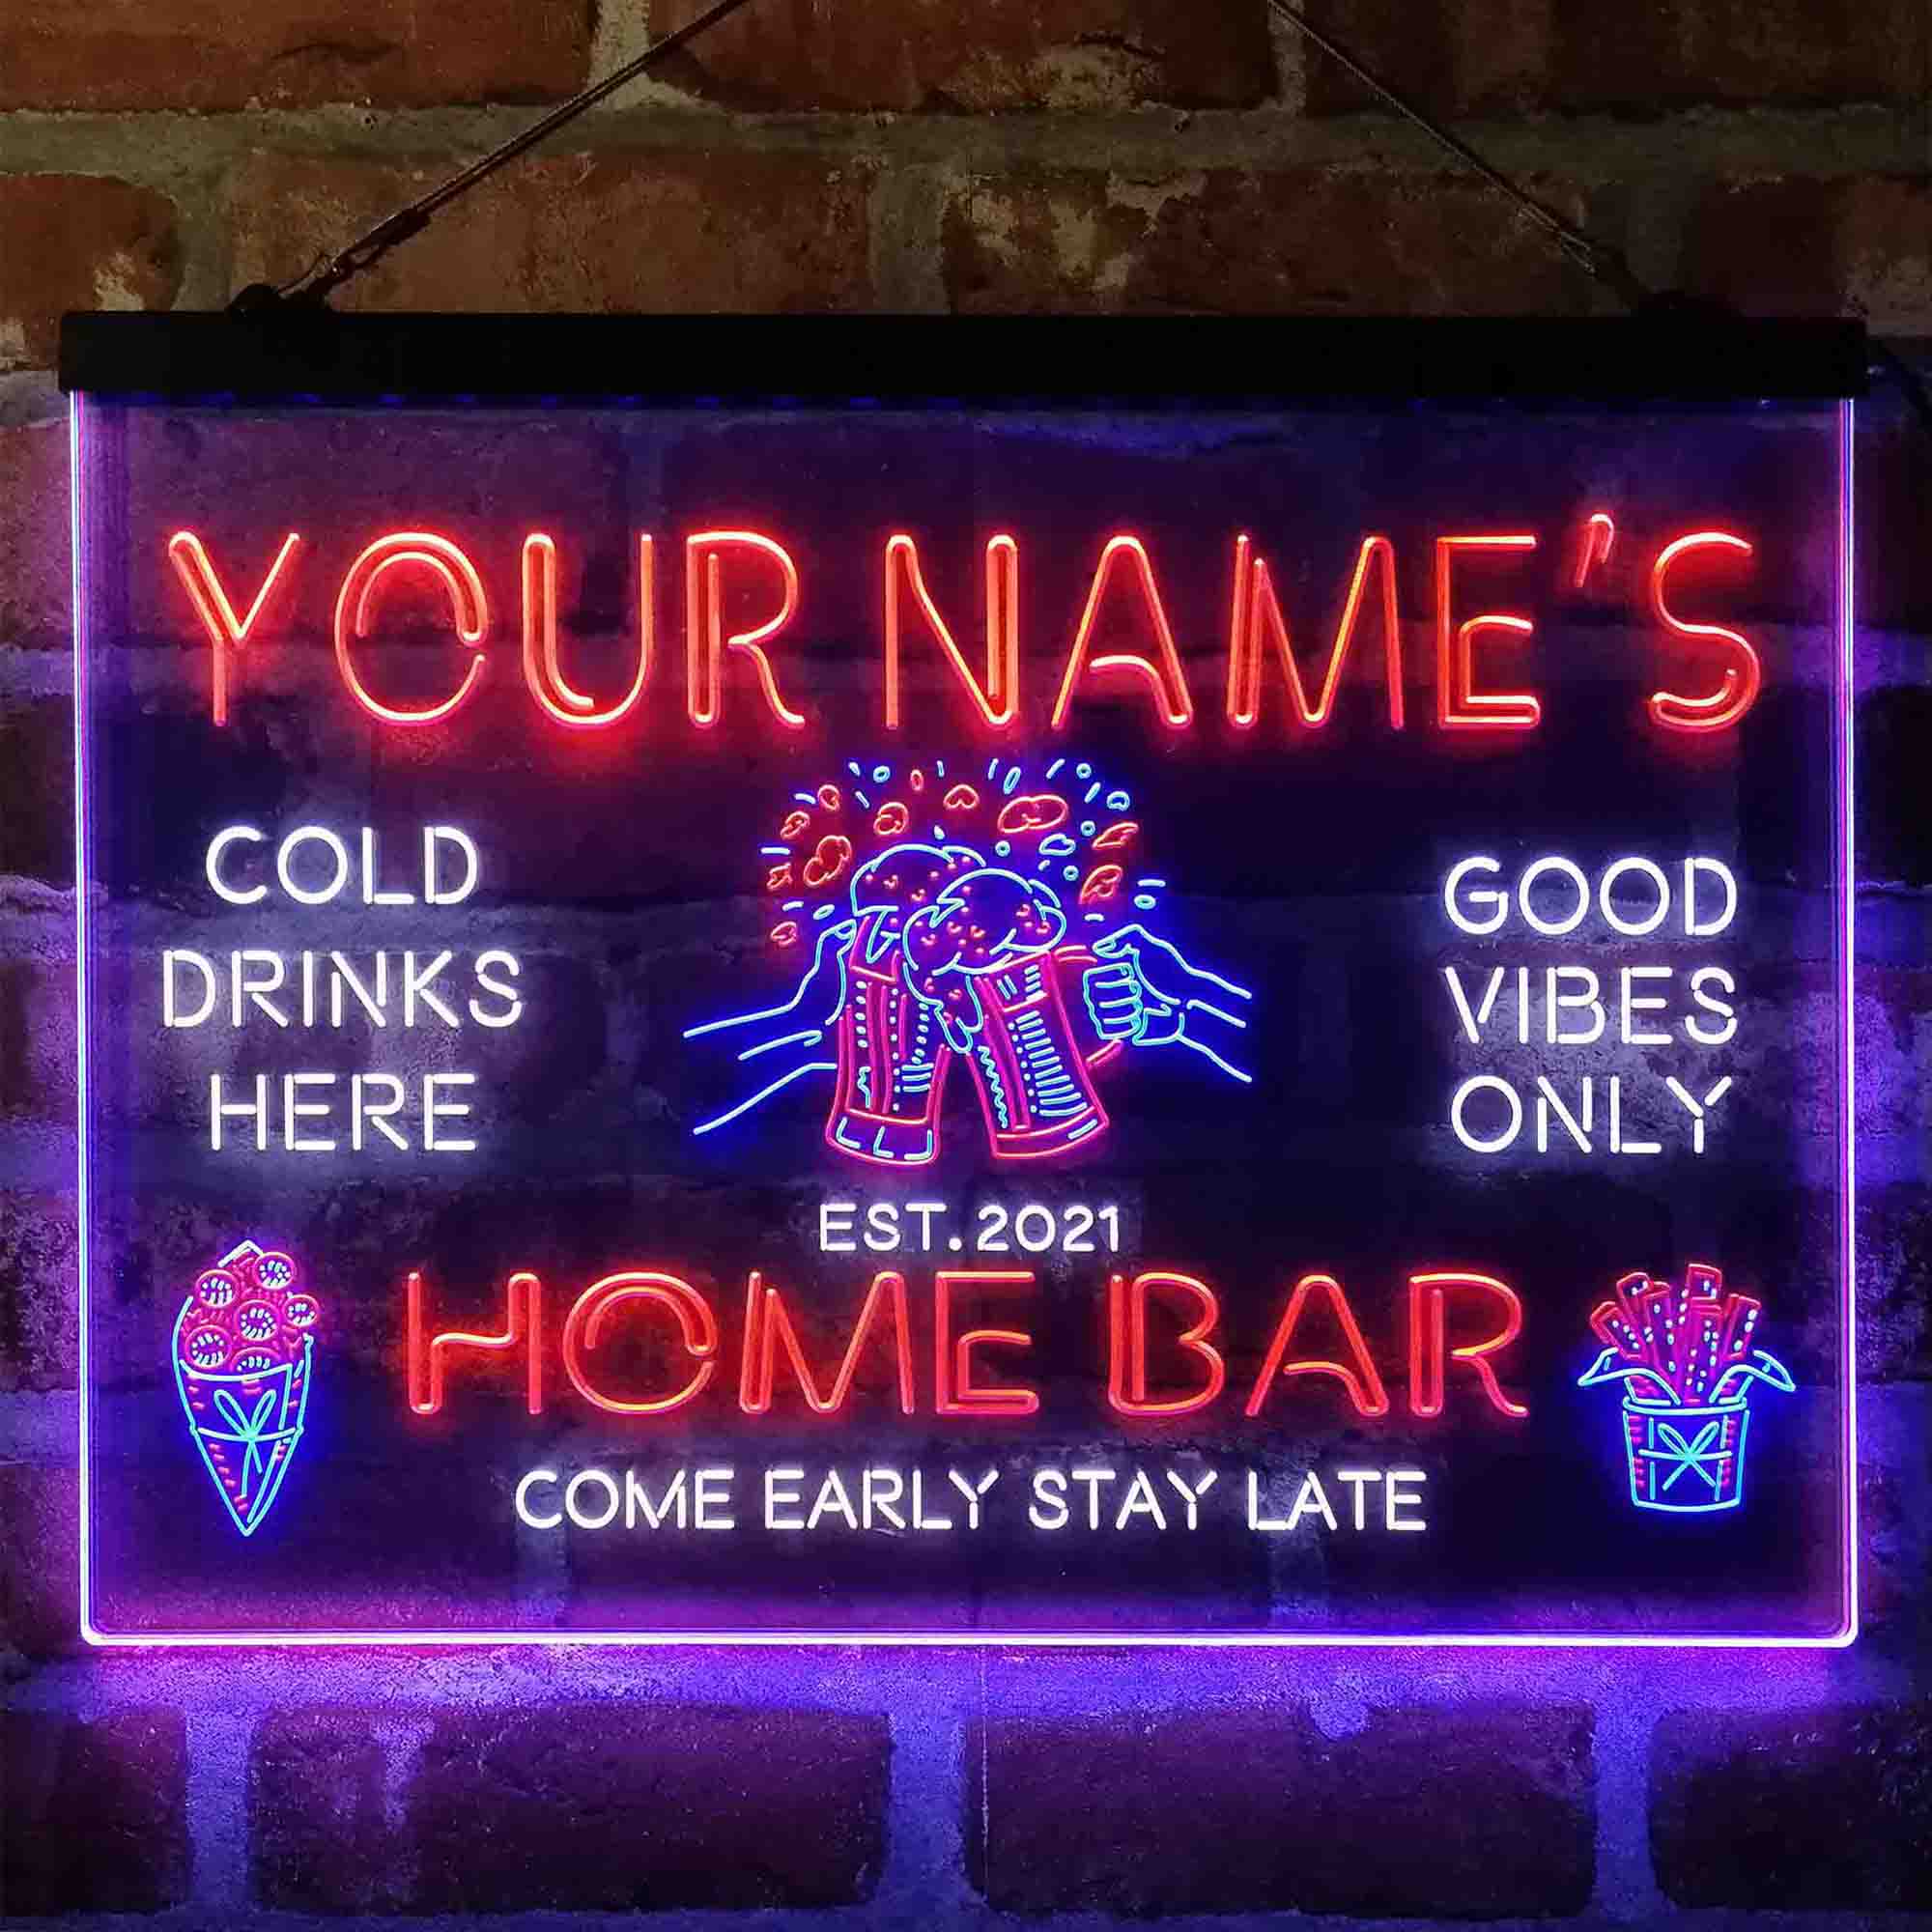 YOUR NAME'S
COLD
DRINKS
HERE
GOOD
VIBES
ONLY
EST. 2021
HOME BAR
COME EARLY STAY LATE